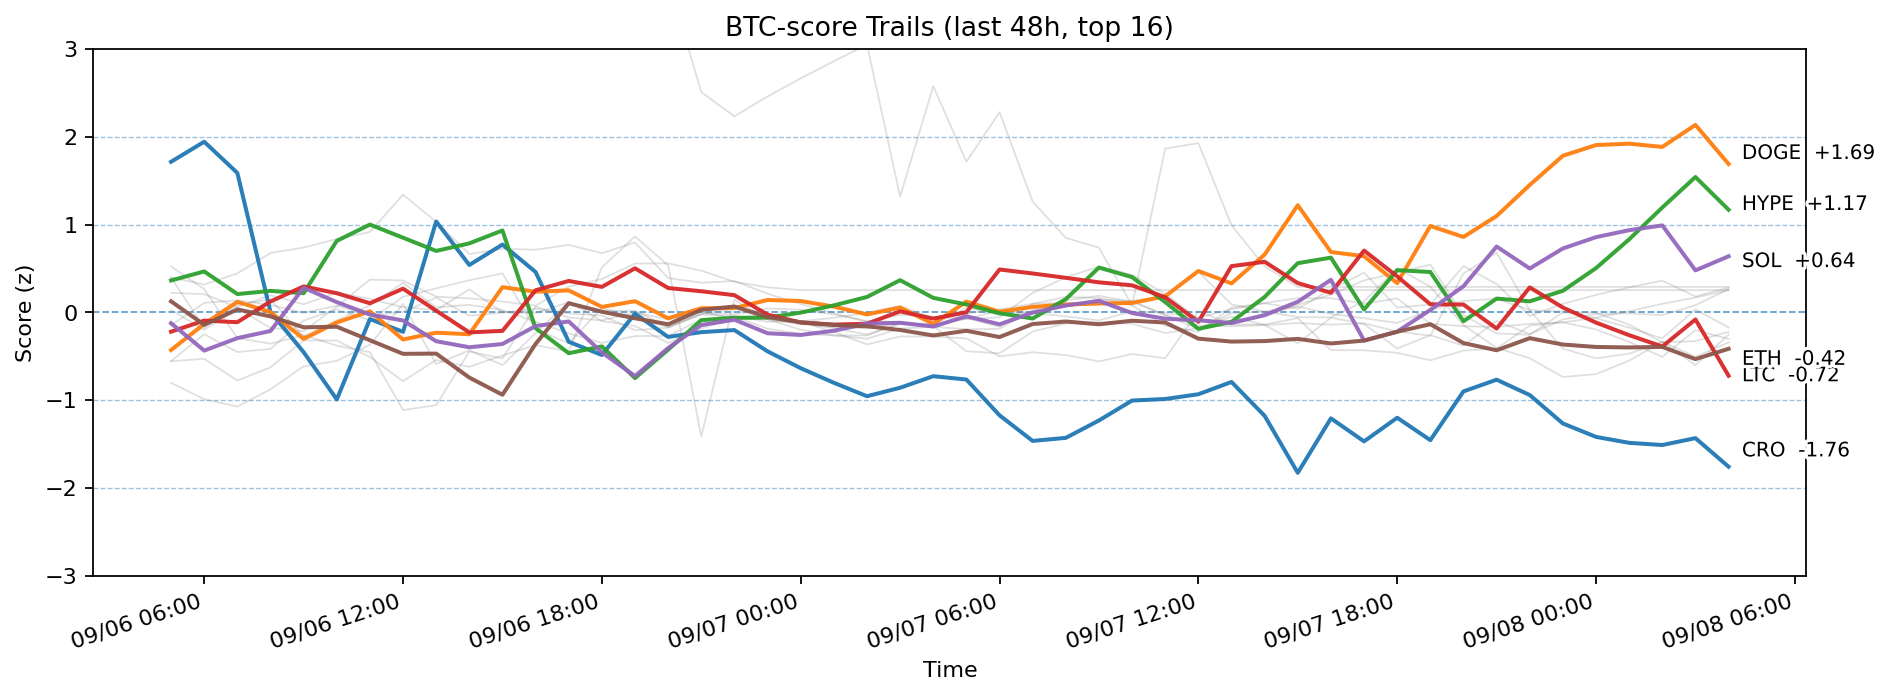 BTC-score Trails (last 48h, top 16)
Score (z)
3
2
1
0
−1
−2
−3
DOGE +1.69
HYPE +1.17
SOL +0.64
ETH -0.42
LTC -0.72
CRO -1.76
09/06 06:00
09/06 12:00
09/06 18:00
09/07 00:00
09/07 06:00
09/07 12:00
09/07 18:00
09/08 00:00
09/08 06:00
Time